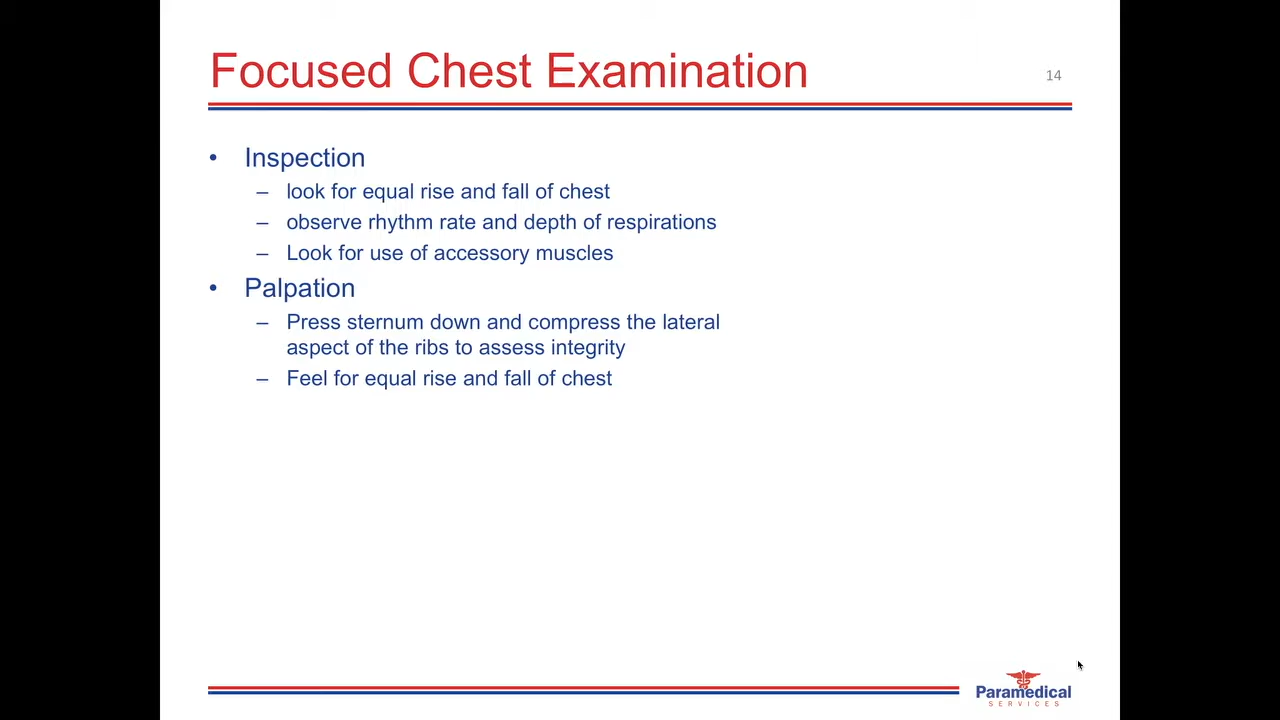 Focused Chest Examination
14
• Inspection
– look for equal rise and fall of chest
– observe rhythm rate and depth of respirations
– Look for use of accessory muscles
• Palpation
– Press sternum down and compress the lateral
aspect of the ribs to assess integrity
– Feel for equal rise and fall of chest
Paramedical
SERVICES